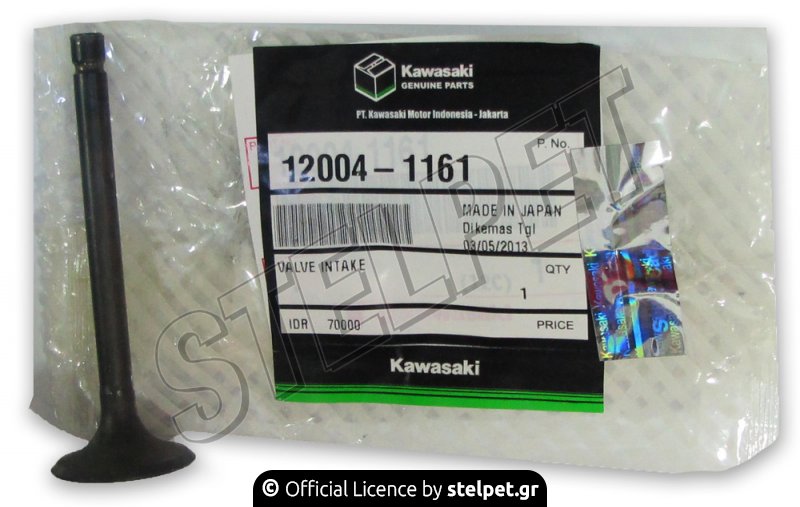 Kawasaki
GENUINE PARTS
PT. Kawasaki Motor Indonesia - Jakarta
P. No.
12004-1161
MADE IN JAPAN
Dikemas Tgl
03/05/2013
VALVE INTAKE
QTY
1
IDR 70000
PRICE
Kawasaki
Kawasaki
STELPET
© Official Licence by stelpet.gr